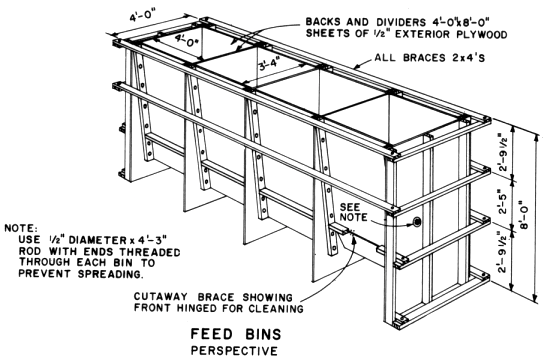 4'-0"
BACKS AND DIVIDERS 4'-0"x8'-0"
SHEETS OF 1/2" EXTERIOR PLYWOOD
4'-0"
ALL BRACES 2x4'S
3'-4"
2'-9 1/2"
SEE
NOTE
2'-5"
8'-0"
2'-9 1/2"
NOTE:
USE 1/2" DIAMETER x 4'-3"
ROD WITH ENDS THREADED
THROUGH EACH BIN TO
PREVENT SPREADING.
CUTAWAY BRACE SHOWING
FRONT HINGED FOR CLEANING
FEED BINS
PERSPECTIVE